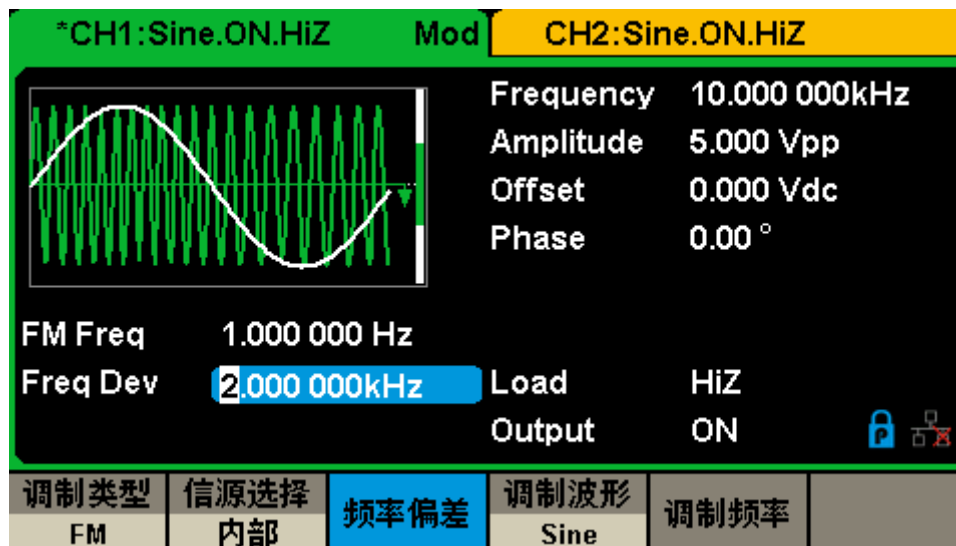 *CH1:Sine.ON.HiZ Mod CH2:Sine.ON.HiZ
Frequency 10.000 000kHz
Amplitude 5.000 Vpp
Offset 0.000 Vdc
Phase 0.00 °
FM Freq 1.000 000 Hz
Freq Dev 2.000 000kHz
Load HiZ
Output ON
P
调制类型 信源选择 频率偏差 调制波形 调制频率
FM 内部 Sine